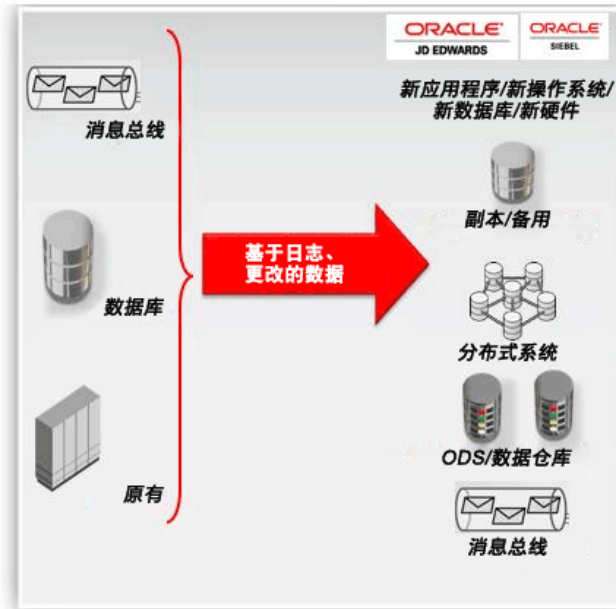 ORACLE
JD EDWARDS
ORACLE
SIEBEL
新应用程序/新操作系统/
新数据库/新硬件
消息总线
副本/备用
基于日志、
更改的数据
数据库
分布式系统
ODS/数据仓库
原有
消息总线